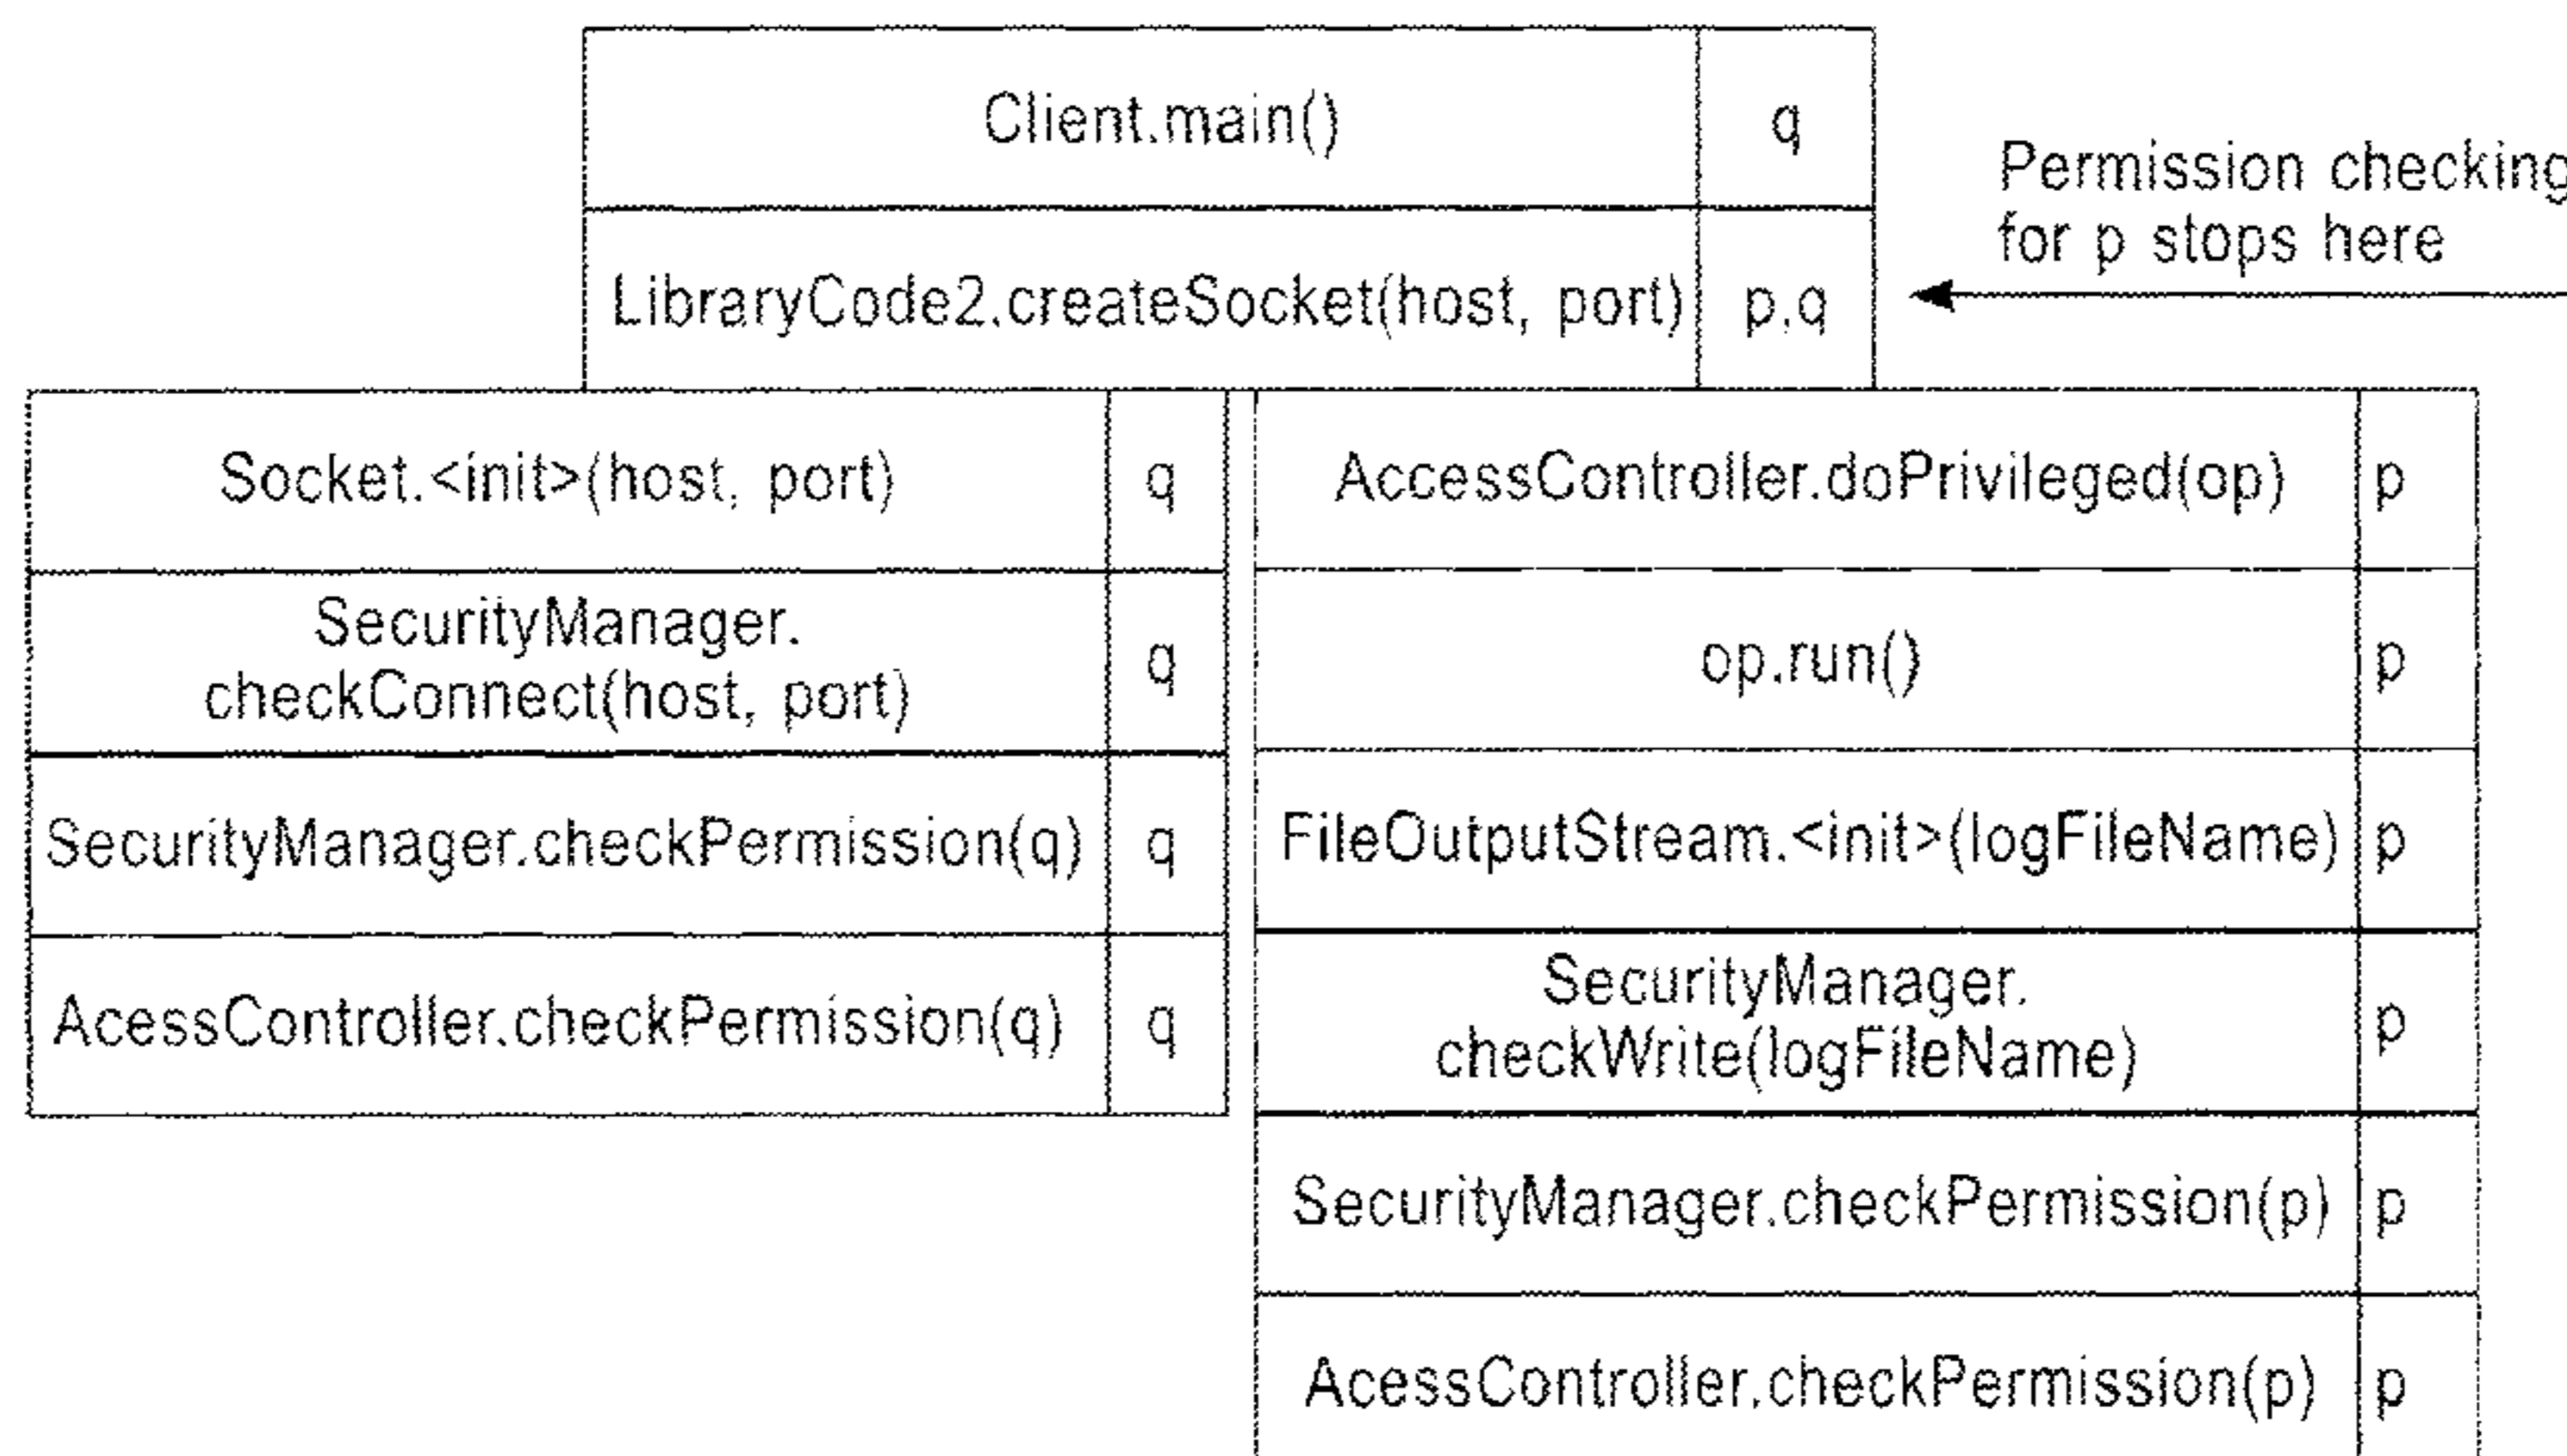 Client.main()
q
Permission checking
for p stops here
LibraryCode2.createSocket(host, port)
p,q
Socket.<init>(host, port)
q
SecurityManager.
checkConnect(host, port)
q
SecurityManager.checkPermission(q)
q
AcessController.checkPermission(q)
q
AccessController.doPrivileged(op)
p
op.run()
p
FileOutputStream.<init>(logFileName)
p
SecurityManager.
checkWrite(logFileName)
p
SecurityManager.checkPermission(p)
p
AcessController.checkPermission(p)
p